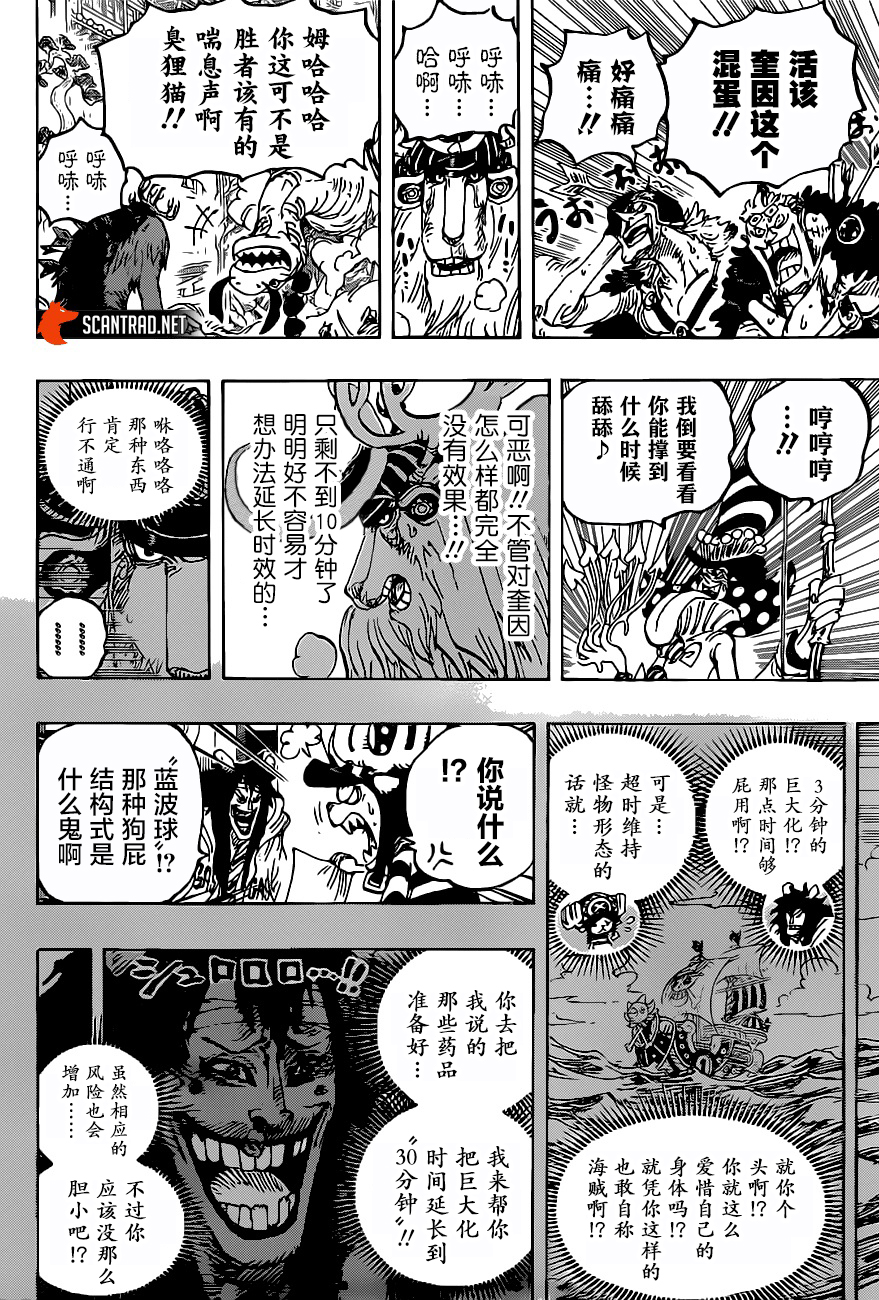 活该
奎因这个
混蛋!!
好痛痛
痛…!!
うお
うお
呼哧…
呼哧…
哈啊…
姆哈哈哈
你这可不是
胜者该有的
喘息声啊
臭狸猫!!
呼哧
呼哧…
SCANTRAD.NET
哼哼哼
…!!
我倒要看看
你能撑到
什么时候
舔舔♪
可恶啊!!不管对奎因
怎么样都完全
没有效果…!!
只剩不到10分钟了
明明好不容易才
想办法延长时效的…
咻咯咯咯
那种东西
肯定
行不通啊
……
……
3分钟的
巨大化!?
那点时间够
屁用啊!?
可是…
超时维持
怪物形态的
话就…
就你个
头啊!?
你就这么
爱惜自己的
身体吗!?
就凭你这样的
也敢自称
海贼啊!?
你说什么
!?
“蓝波球”!?
那种狗屁
结构式是
什么鬼啊
你去把
我说的
那些药品
准备好…
我来帮你
把巨大化
时间延长到
“30分钟”!!
シュロロロ…!!
虽然相应的
风险也会
增加……
不过你
应该没那么
胆小吧!?